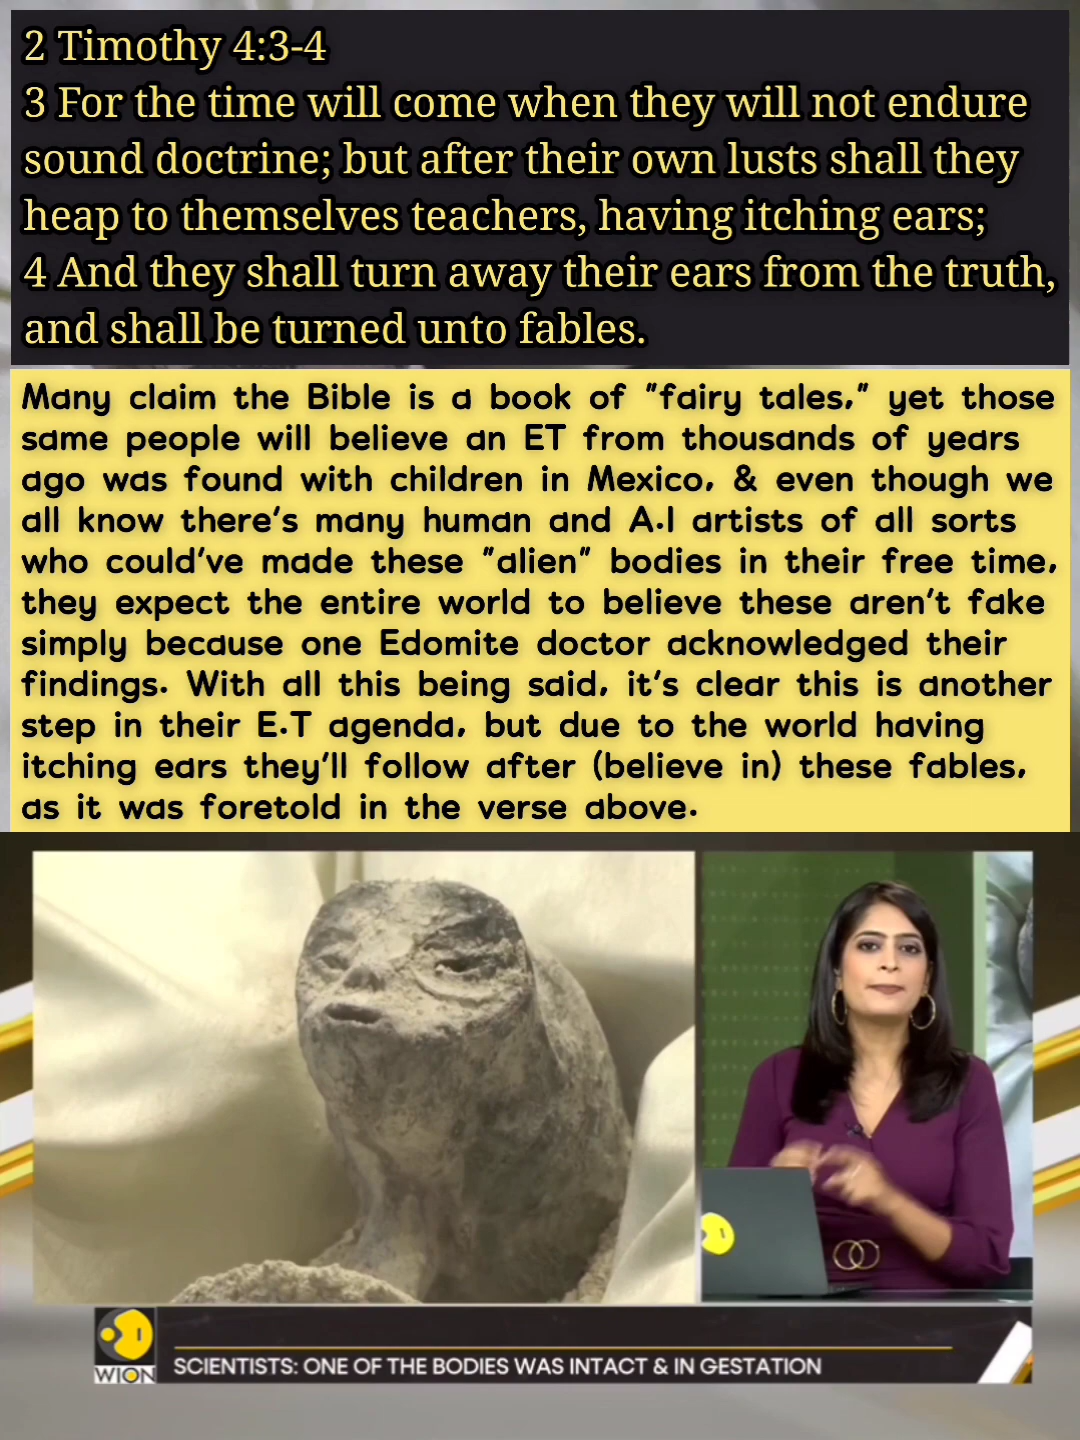 2 Timothy 4:3-4
3 For the time will come when they will not endure
sound doctrine; but after their own lusts shall they
heap to themselves teachers, having itching ears;
4 And they shall turn away their ears from the truth,
and shall be turned unto fables.
Many claim the Bible is a book of "fairy tales," yet those
same people will believe an ET from thousands of years
ago was found with children in Mexico, & even though we
all know there's many human and A.I artists of all sorts
who could've made these "alien" bodies in their free time,
they expect the entire world to believe these aren't fake
simply because one Edomite doctor acknowledged their
findings. With all this being said, it's clear this is another
step in their E.T agenda, but due to the world having
itching ears they'll follow after (believe in) these fables,
as it was foretold in the verse above.
WION
SCIENTISTS: ONE OF THE BODIES WAS INTACT & IN GESTATION